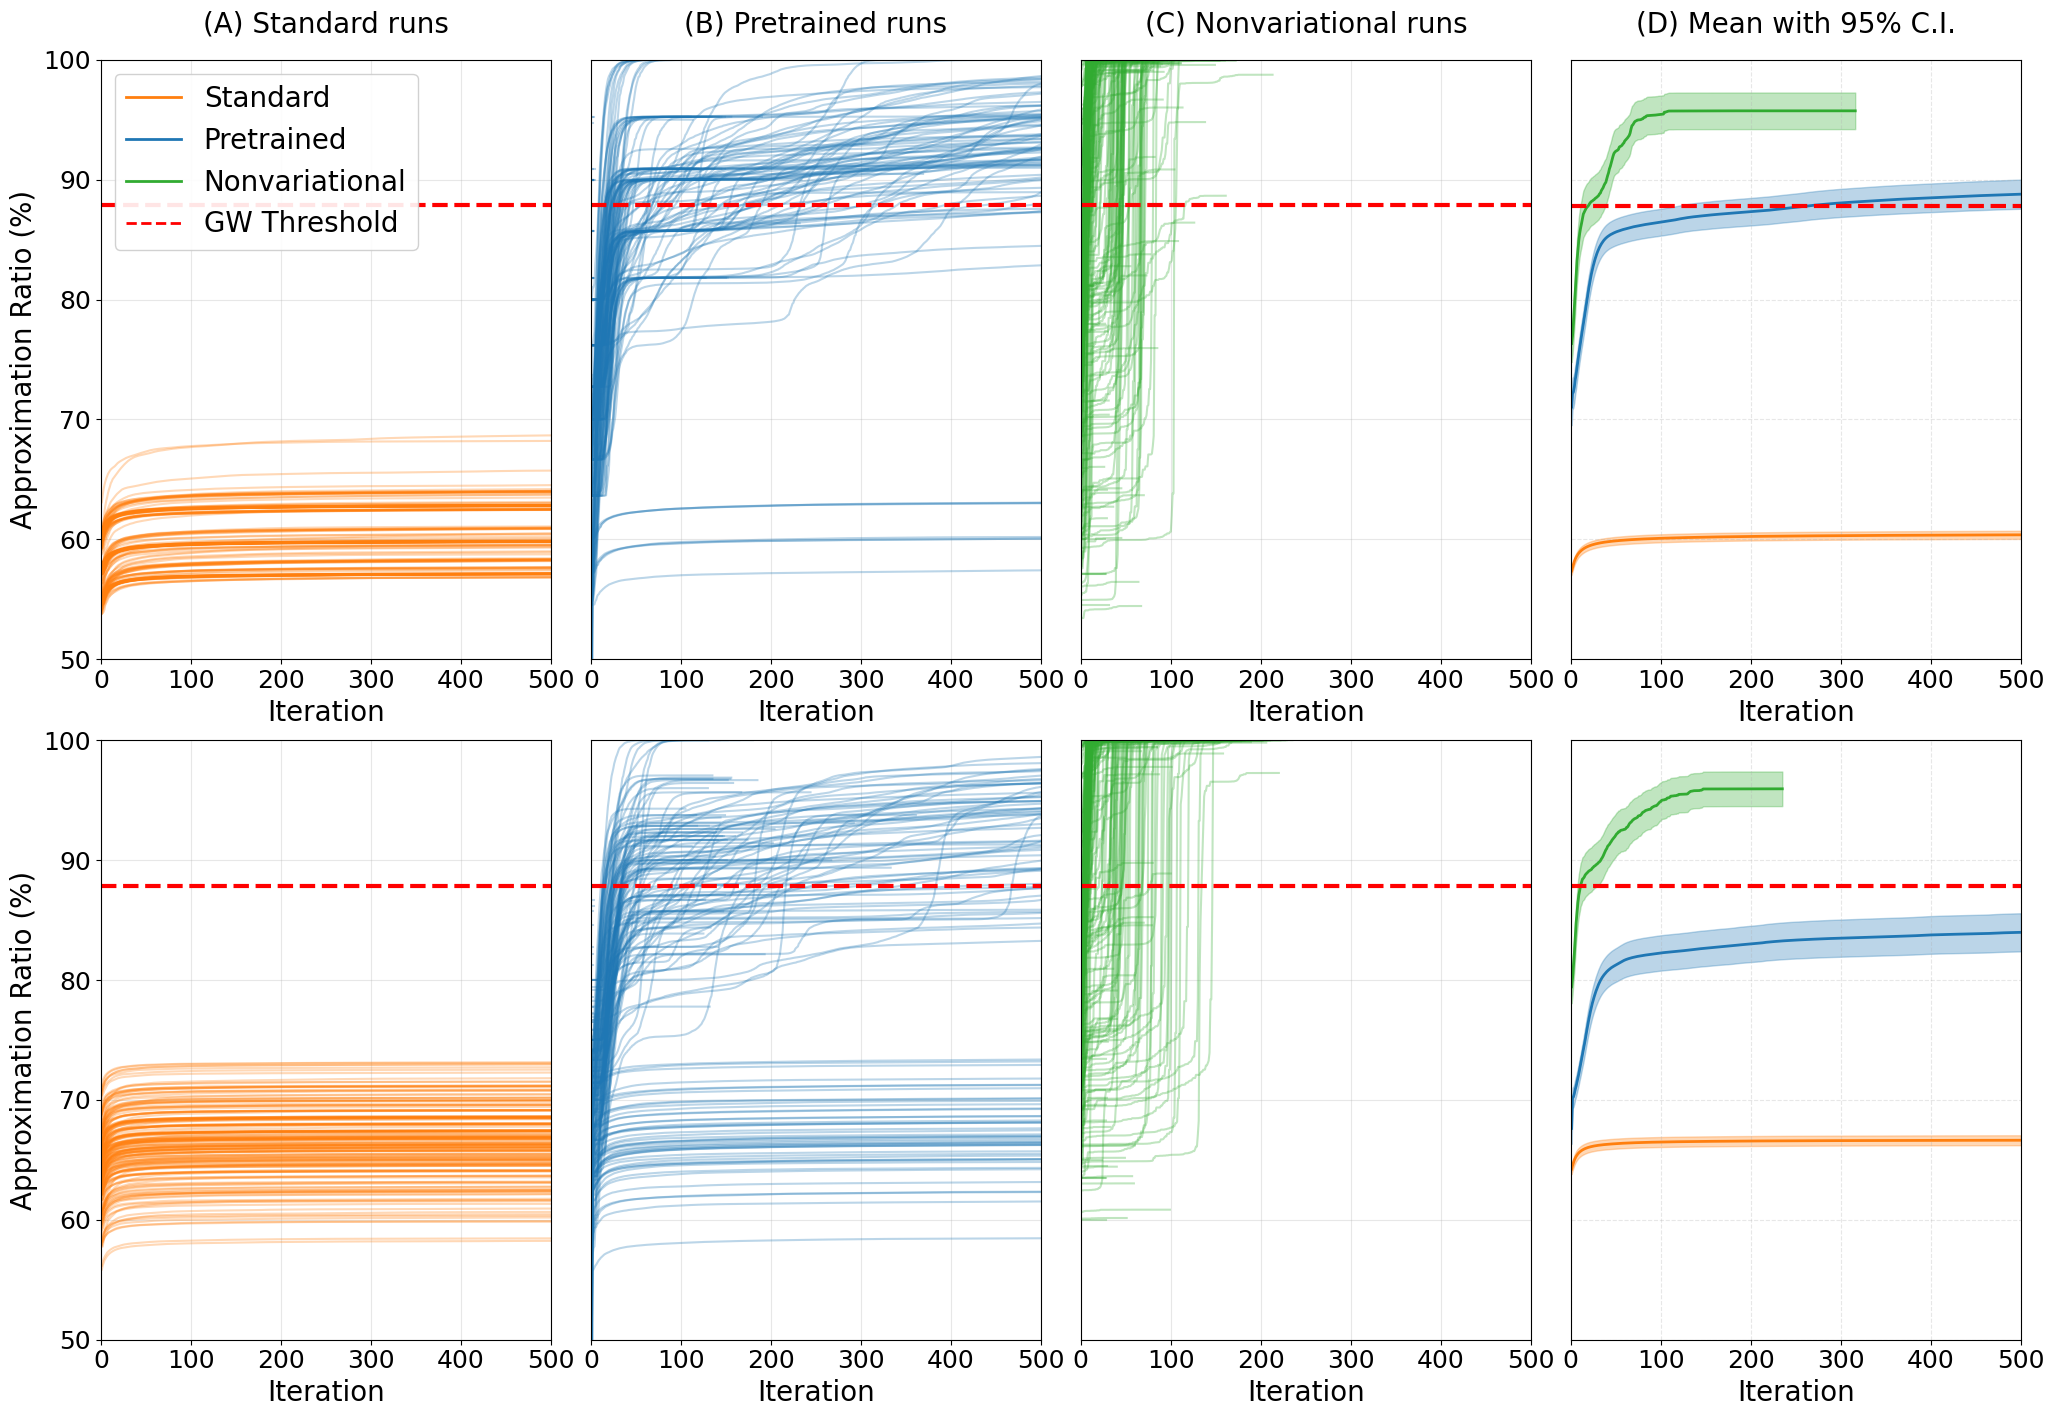 (A) Standard runs
(B) Pretrained runs
(C) Nonvariational runs
(D) Mean with 95% C.I.
Approximation Ratio (%)
100
90
80
70
60
50
Standard
Pretrained
Nonvariational
GW Threshold
0 100 200 300 400 500
0 100 200 300 400 500
0 100 200 300 400 500
0 100 200 300 400 500
Iteration
Iteration
Iteration
Iteration
Approximation Ratio (%)
100
90
80
70
60
50
0 100 200 300 400 500
0 100 200 300 400 500
0 100 200 300 400 500
0 100 200 300 400 500
Iteration
Iteration
Iteration
Iteration